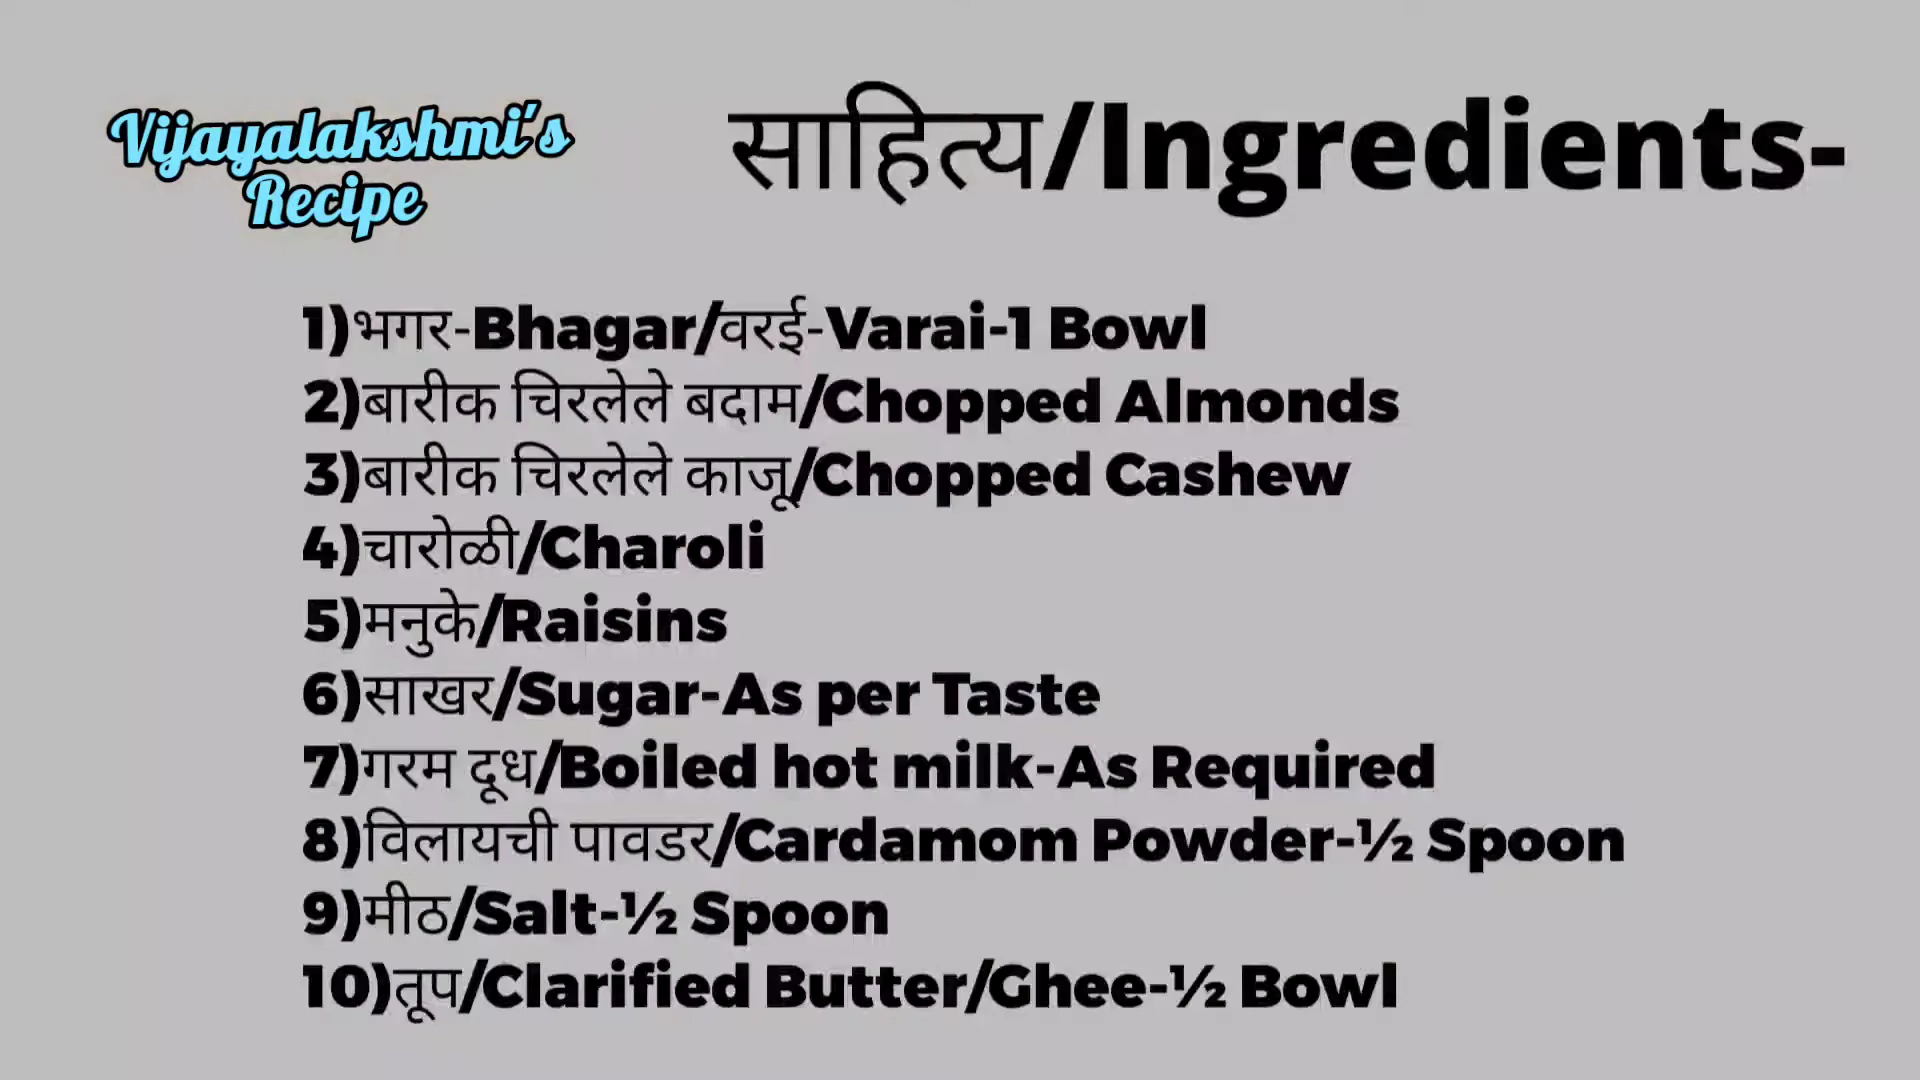 Vijayalakshmi's
Recipe
साहित्य/Ingredients-
1)भगर-Bhagar/वरई-Varai-1 Bowl
2)बारीक चिरलेले बदाम/Chopped Almonds
3)बारीक चिरलेले काजू/Chopped Cashew
4)चारोळी/Charoli
5)मनुके/Raisins
6)साखर/Sugar-As per Taste
7)गरम दूध/Boiled hot milk-As Required
8)विलायची पावडर/Cardamom Powder-½ Spoon
9)मीठ/Salt-½ Spoon
10)तूप/Clarified Butter/Ghee-½ Bowl